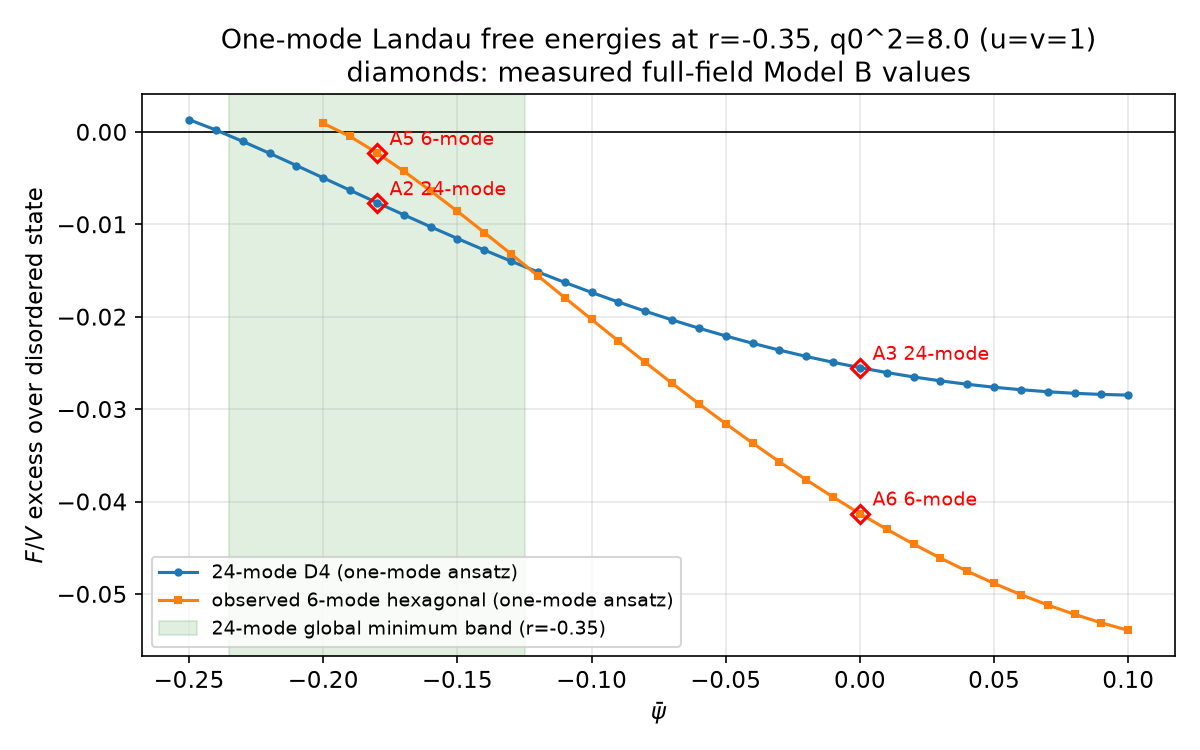 One-mode Landau free energies at r=-0.35, q0^2=8.0 (u=v=1)
diamonds: measured full-field Model B values
F/V excess over disordered state
0.00
−0.01
−0.02
−0.03
−0.04
−0.05
A5 6-mode
A2 24-mode
A3 24-mode
A6 6-mode
24-mode D4 (one-mode ansatz)
observed 6-mode hexagonal (one-mode ansatz)
24-mode global minimum band (r=-0.35)
−0.25
−0.20
−0.15
−0.10
−0.05
0.00
0.05
0.10
ψ̄